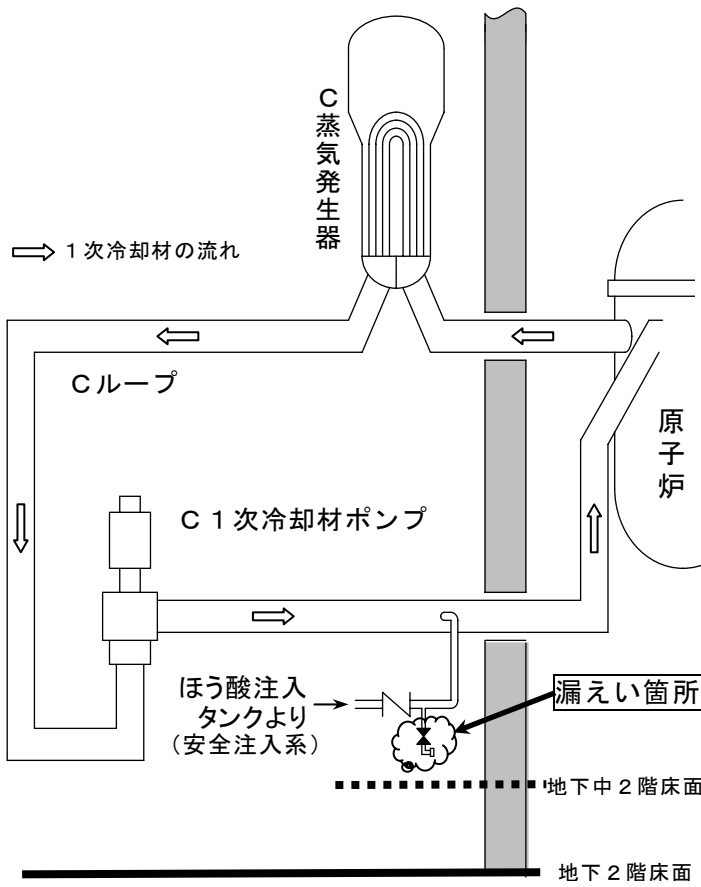 C
蒸
気
発
生
器
１次冷却材の流れ
Cループ
原
子
炉
C１次冷却材ポンプ
ほう酸注入
タンクより
（安全注入系）
漏えい箇所
地下中２階床面
地下２階床面